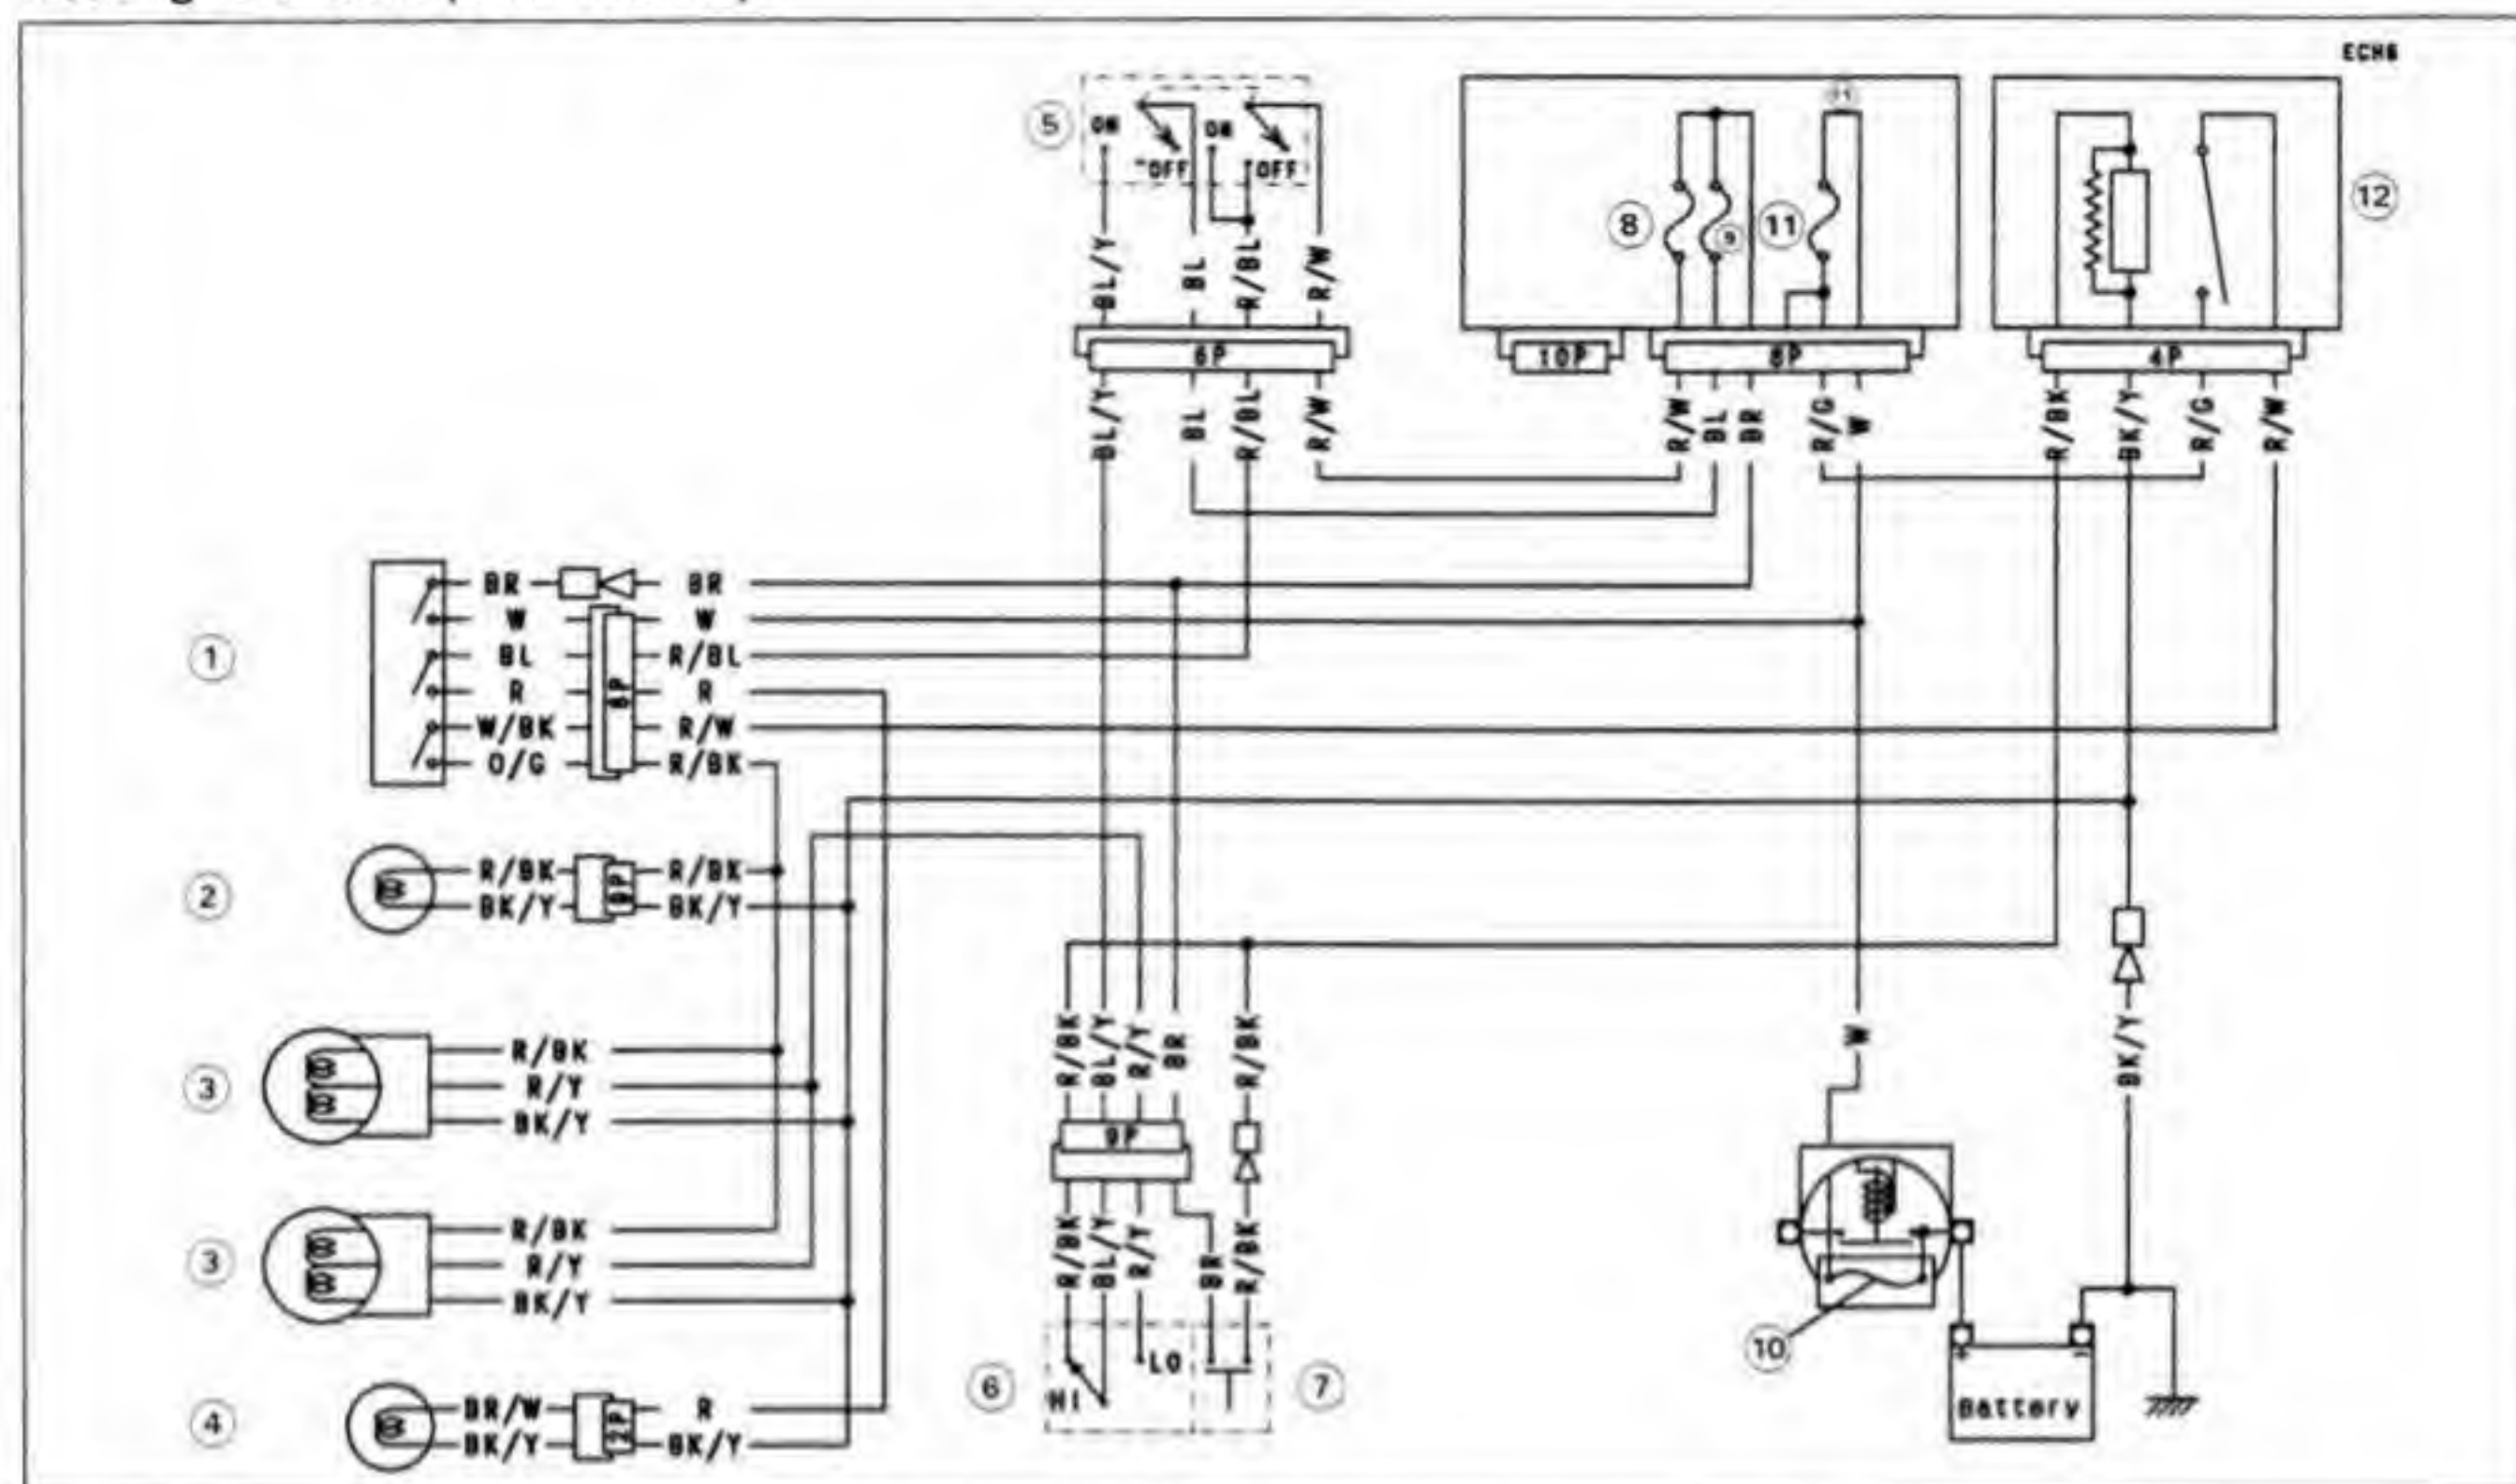 ECH6
5 ON OFF ON OFF
8 9 11 12
BL/Y BL R/BL R/W
6P 10P 8P 4P
BL/Y BL R/BL R/W R/W BL BR R/G W R/BK BK/Y R/G R/W
BR BR
W W
1 BL R/BL
R 8P R
W/BK R/W
O/G R/BK
R/BK R/BK
2 BK/Y BK/Y
R/BK BL/Y R/Y BR R/BK W BK/Y
R/BK
3 R/Y
BK/Y
9P
R/BK
3 R/Y
BK/Y
R/BK BL/Y R/Y BR R/BK
10
HI LO
6 7
BR/W R
4 2P
BK/Y BK/Y
+ -
Battery